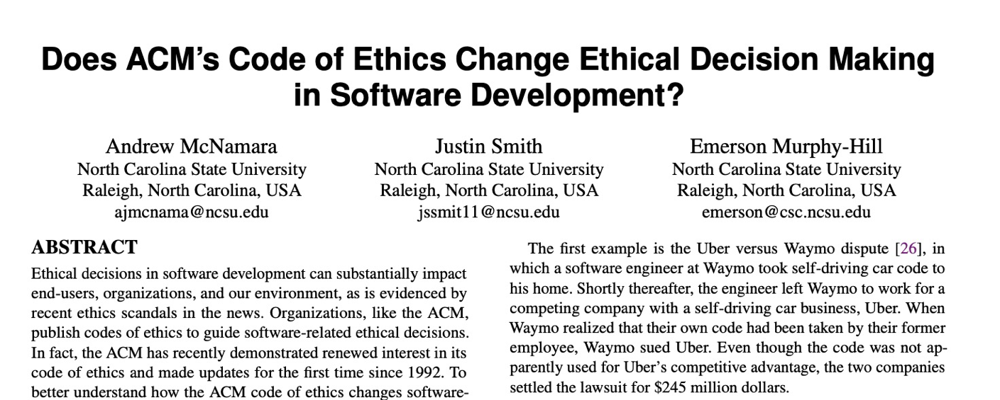 Does ACM's Code of Ethics Change Ethical Decision Making
in Software Development?
Andrew McNamara
North Carolina State University
Raleigh, North Carolina, USA
ajmcnama@ncsu.edu
Justin Smith
North Carolina State University
Raleigh, North Carolina, USA
jssmit11@ncsu.edu
Emerson Murphy-Hill
North Carolina State University
Raleigh, North Carolina, USA
emerson@csc.ncsu.edu
ABSTRACT
Ethical decisions in software development can substantially impact
end-users, organizations, and our environment, as is evidenced by
recent ethics scandals in the news. Organizations, like the ACM,
publish codes of ethics to guide software-related ethical decisions.
In fact, the ACM has recently demonstrated renewed interest in its
code of ethics and made updates for the first time since 1992. To
better understand how the ACM code of ethics changes software-
The first example is the Uber versus Waymo dispute [26], in
which a software engineer at Waymo took self-driving car code to
his home. Shortly thereafter, the engineer left Waymo to work for a
competing company with a self-driving car business, Uber. When
Waymo realized that their own code had been taken by their former
employee, Waymo sued Uber. Even though the code was not ap-
parently used for Uber's competitive advantage, the two companies
settled the lawsuit for $245 million dollars.